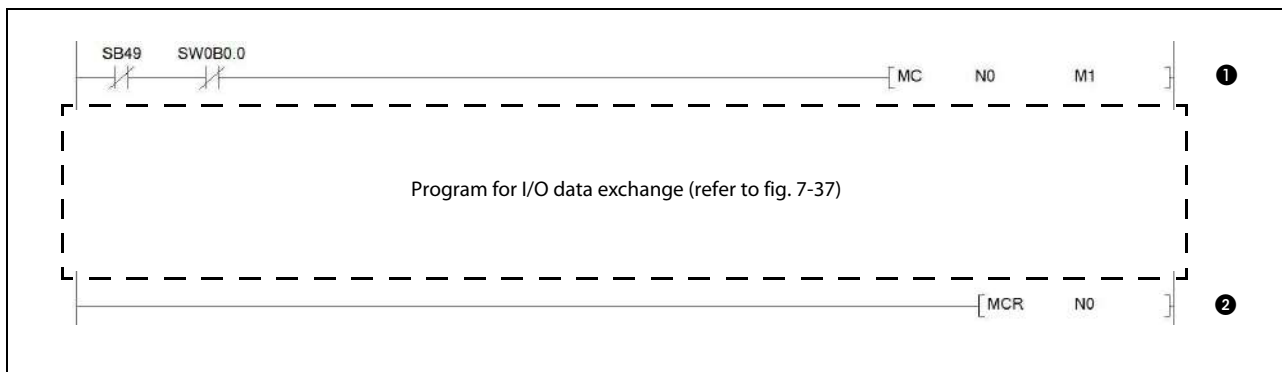 SB49 SW0B0.0
[MC N0 M1 ] ❶
Program for I/O data exchange (refer to fig. 7-37)
[MCR N0 ] ❷